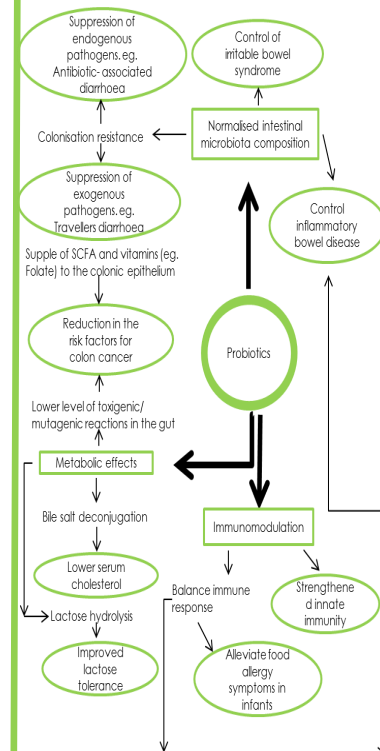 Suppression of
endogenous
pathogens. eg.
Antibiotic-associated
diarrhoea
Control of
irritable bowel
syndrome
Colonisation resistance
Normalised intestinal
microbiota composition
Suppression of
exogenous
pathogens. eg.
Travellers diarrhoea
Control
inflammatory
bowel disease
Supple of SCFA and vitamins (eg.
Folate) to the colonic epithelium
Reduction in the
risk factors for
colon cancer
Probiotics
Lower level of toxigenic/
mutagenic reactions in the gut
Metabolic effects
Bile salt deconjugation
Immunomodulation
Lower serum
cholesterol
Balance immune
response
Strengthene
d innate
immunity
Lactose hydrolysis
Improved
lactose
tolerance
Alleviate food
allergy
symptoms in
infants